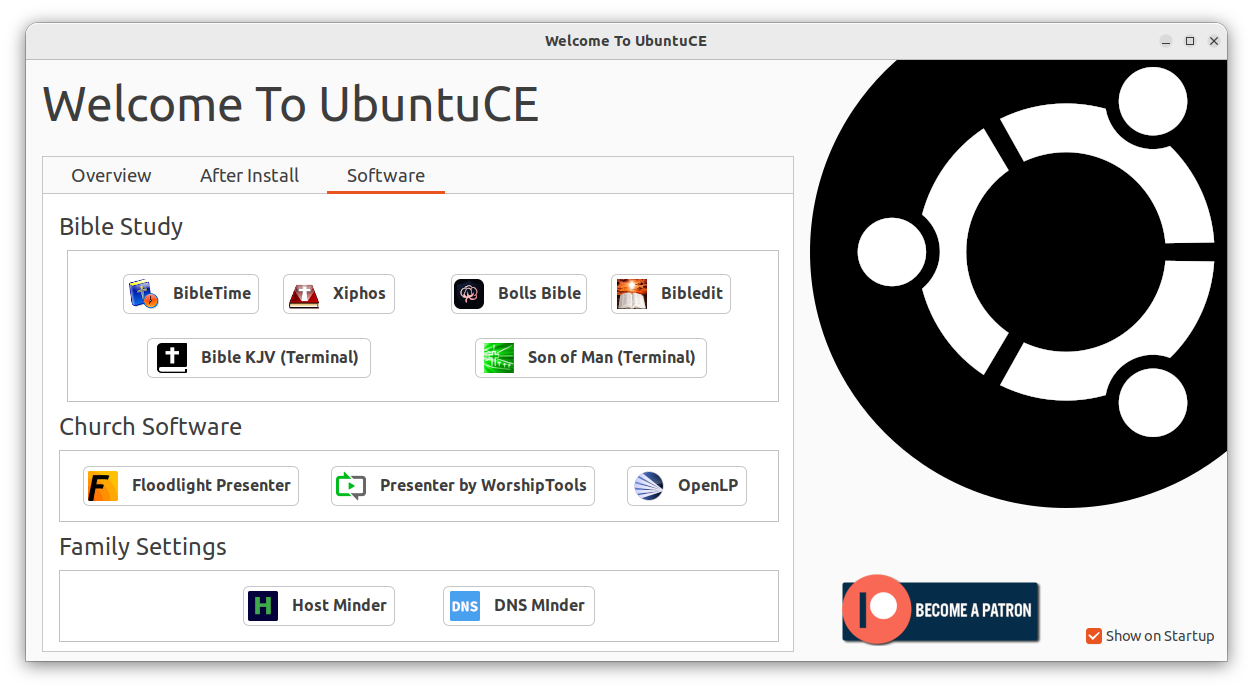 Welcome To UbuntuCE
Welcome To UbuntuCE
Overview After Install Software
Bible Study
BibleTime Xiphos Bolls Bible Bibledit
Bible KJV (Terminal) Son of Man (Terminal)
Church Software
F Floodlight Presenter Presenter by WorshipTools OpenLP
Family Settings
H Host Minder DNS DNS MInder
BECOME A PATRON
Show on Startup